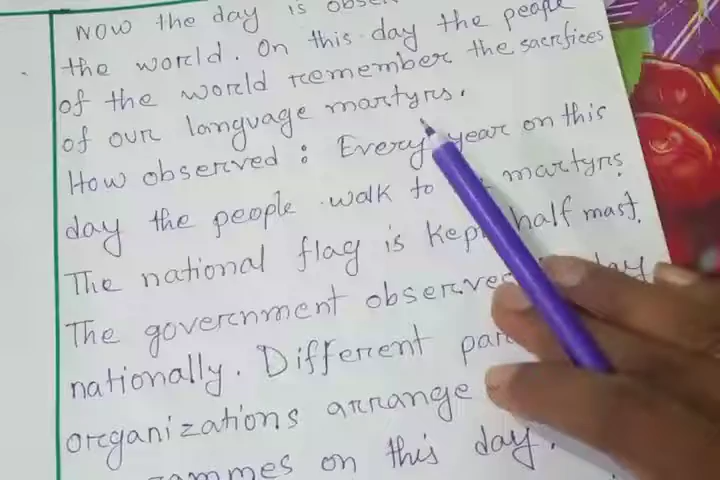 Now the day is
the world. On this day the people
of the world remember the sacrifices
of our language martyrs.
How observed : Every year on this
day the people walk to martyrs
The national flag is kept half mast.
The government observes day
nationally. Different
organizations arrange
on this day.